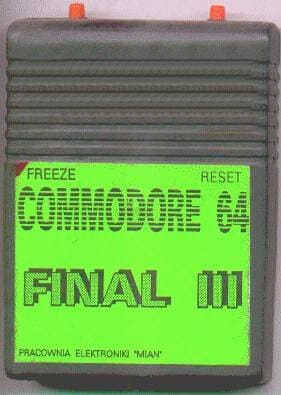 FREEZE RESET
COMMODORE 64
FINAL III
PRACOWNIA ELEKTRONIKI "MIAN"